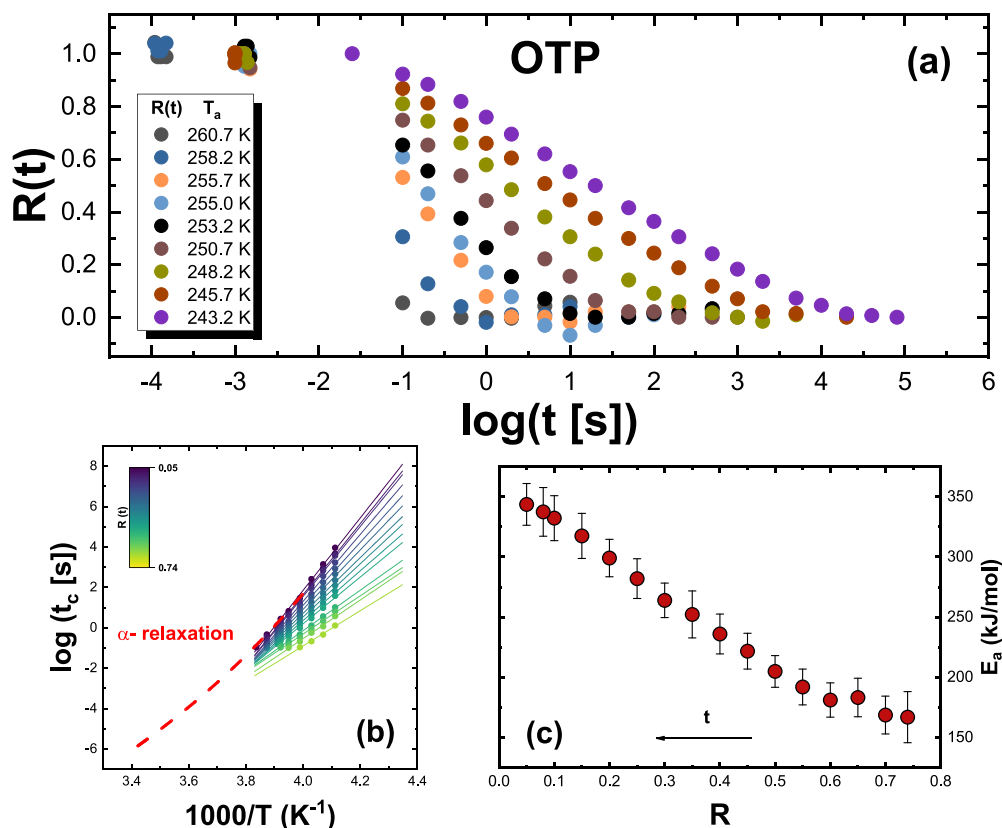 OTP
(a)
R(t)
1.0
0.8
0.6
0.4
0.2
0.0
R(t) T_a
260.7 K
258.2 K
255.7 K
255.0 K
253.2 K
250.7 K
248.2 K
245.7 K
243.2 K
-4 -3 -2 -1 0 1 2 3 4 5 6
log(t [s])
log (t_c [s])
8
6
4
2
0
-2
-4
-6
R (t)
0.05
0.74
α- relaxation
(b)
3.4 3.6 3.8 4.0 4.2 4.4
1000/T (K⁻¹)
350
300
250
200
150
E_a (kJ/mol)
t
(c)
0.0 0.1 0.2 0.3 0.4 0.5 0.6 0.7 0.8
R